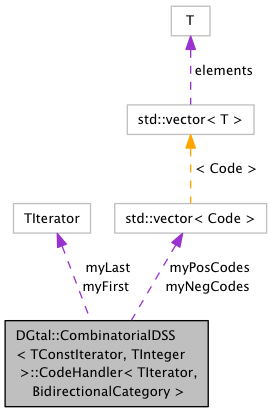 T
elements
std::vector< T >
< Code >
TIterator
std::vector< Code >
myLast
myFirst
myPosCodes
myNegCodes
DGtal::CombinatorialDSS
< TConstIterator, TInteger
>::CodeHandler< TIterator,
BidirectionalCategory >